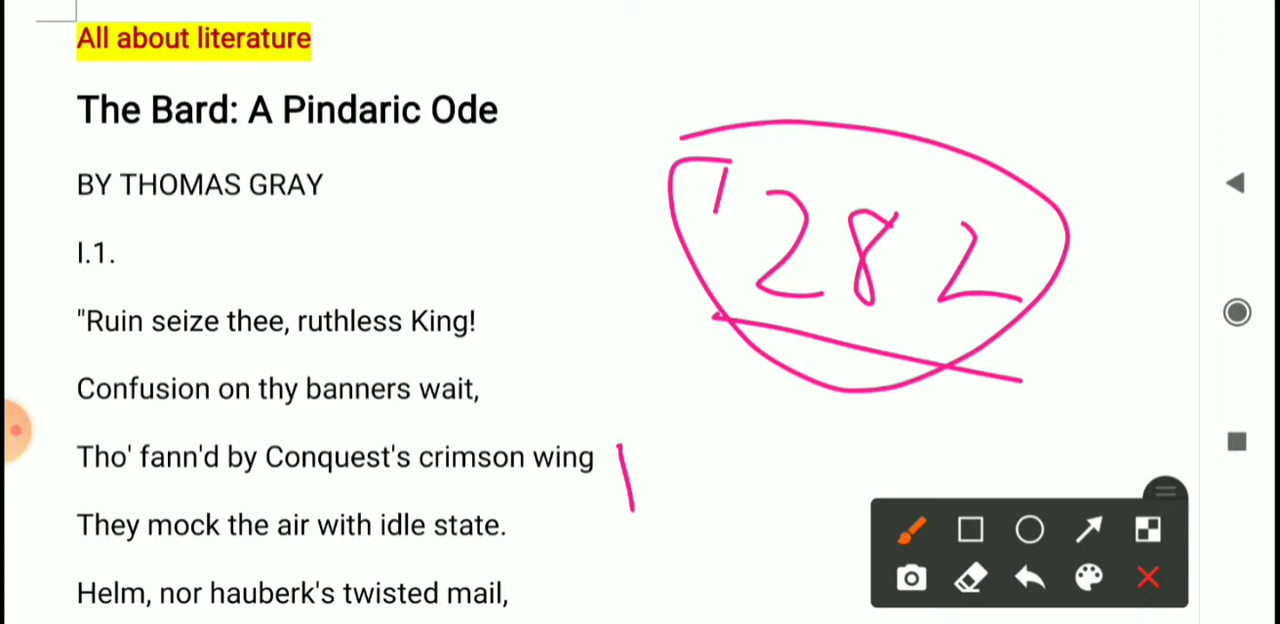 All about literature
The Bard: A Pindaric Ode
BY THOMAS GRAY
1282
I.1.
"Ruin seize thee, ruthless King!
Confusion on thy banners wait,
Tho' fann'd by Conquest's crimson wing
They mock the air with idle state.
Helm, nor hauberk's twisted mail,